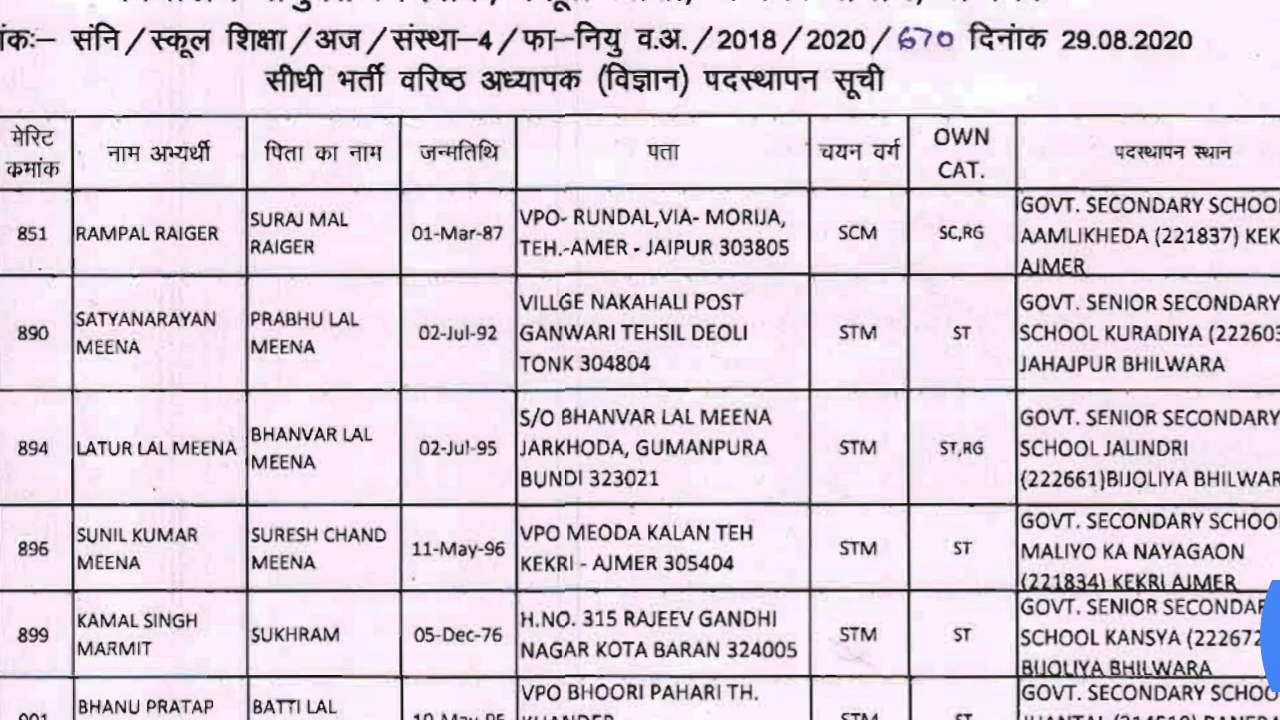 संनि/स्कूल शिक्षा/अज/संस्था–4/फा–नियु व.अ./2018/2020/670 दिनांक 29.08.2020
सीधी भर्ती वरिष्ठ अध्यापक (विज्ञान) पदस्थापन सूची
मेरिट
कमांक
नाम अभ्यर्थी
पिता का नाम
जन्मतिथि
पता
चयन वर्ग
OWN
CAT.
पदस्थापन स्थान
851
RAMPAL RAIGER
SURAJ MAL
RAIGER
01-Mar-87
VPO- RUNDAL,VIA- MORIJA,
TEH.-AMER - JAIPUR 303805
SCM
SC,RG
GOVT. SECONDARY SCHOO
AAMLIKHEDA (221837) KEK
AJMER
890
SATYANARAYAN
MEENA
PRABHU LAL
MEENA
02-Jul-92
VILLGE NAKAHALI POST
GANWARI TEHSIL DEOLI
TONK 304804
STM
ST
GOVT. SENIOR SECONDARY
SCHOOL KURADIYA (222603
JAHAJPUR BHILWARA
894
LATUR LAL MEENA
BHANVAR LAL
MEENA
02-Jul-95
S/O BHANVAR LAL MEENA
JARKHODA, GUMANPURA
BUNDI 323021
STM
ST,RG
GOVT. SENIOR SECONDARY
SCHOOL JALINDRI
(222661)BIJOLIYA BHILWAR
896
SUNIL KUMAR
MEENA
SURESH CHAND
MEENA
11-May-96
VPO MEODA KALAN TEH
KEKRI - AJMER 305404
STM
ST
GOVT. SECONDARY SCHOO
MALIYO KA NAYAGAON
(221834) KEKRI AJMER
899
KAMAL SINGH
MARMIT
SUKHRAM
05-Dec-76
H.NO. 315 RAJEEV GANDHI
NAGAR KOTA BARAN 324005
STM
ST
GOVT. SENIOR SECONDAR
SCHOOL KANSYA (222672
BIJOLIYA BHILWARA
BHANU PRATAP
BATTI LAL
VPO BHOORI PAHARI TH.
STM
ST
GOVT. SECONDARY SCHOO